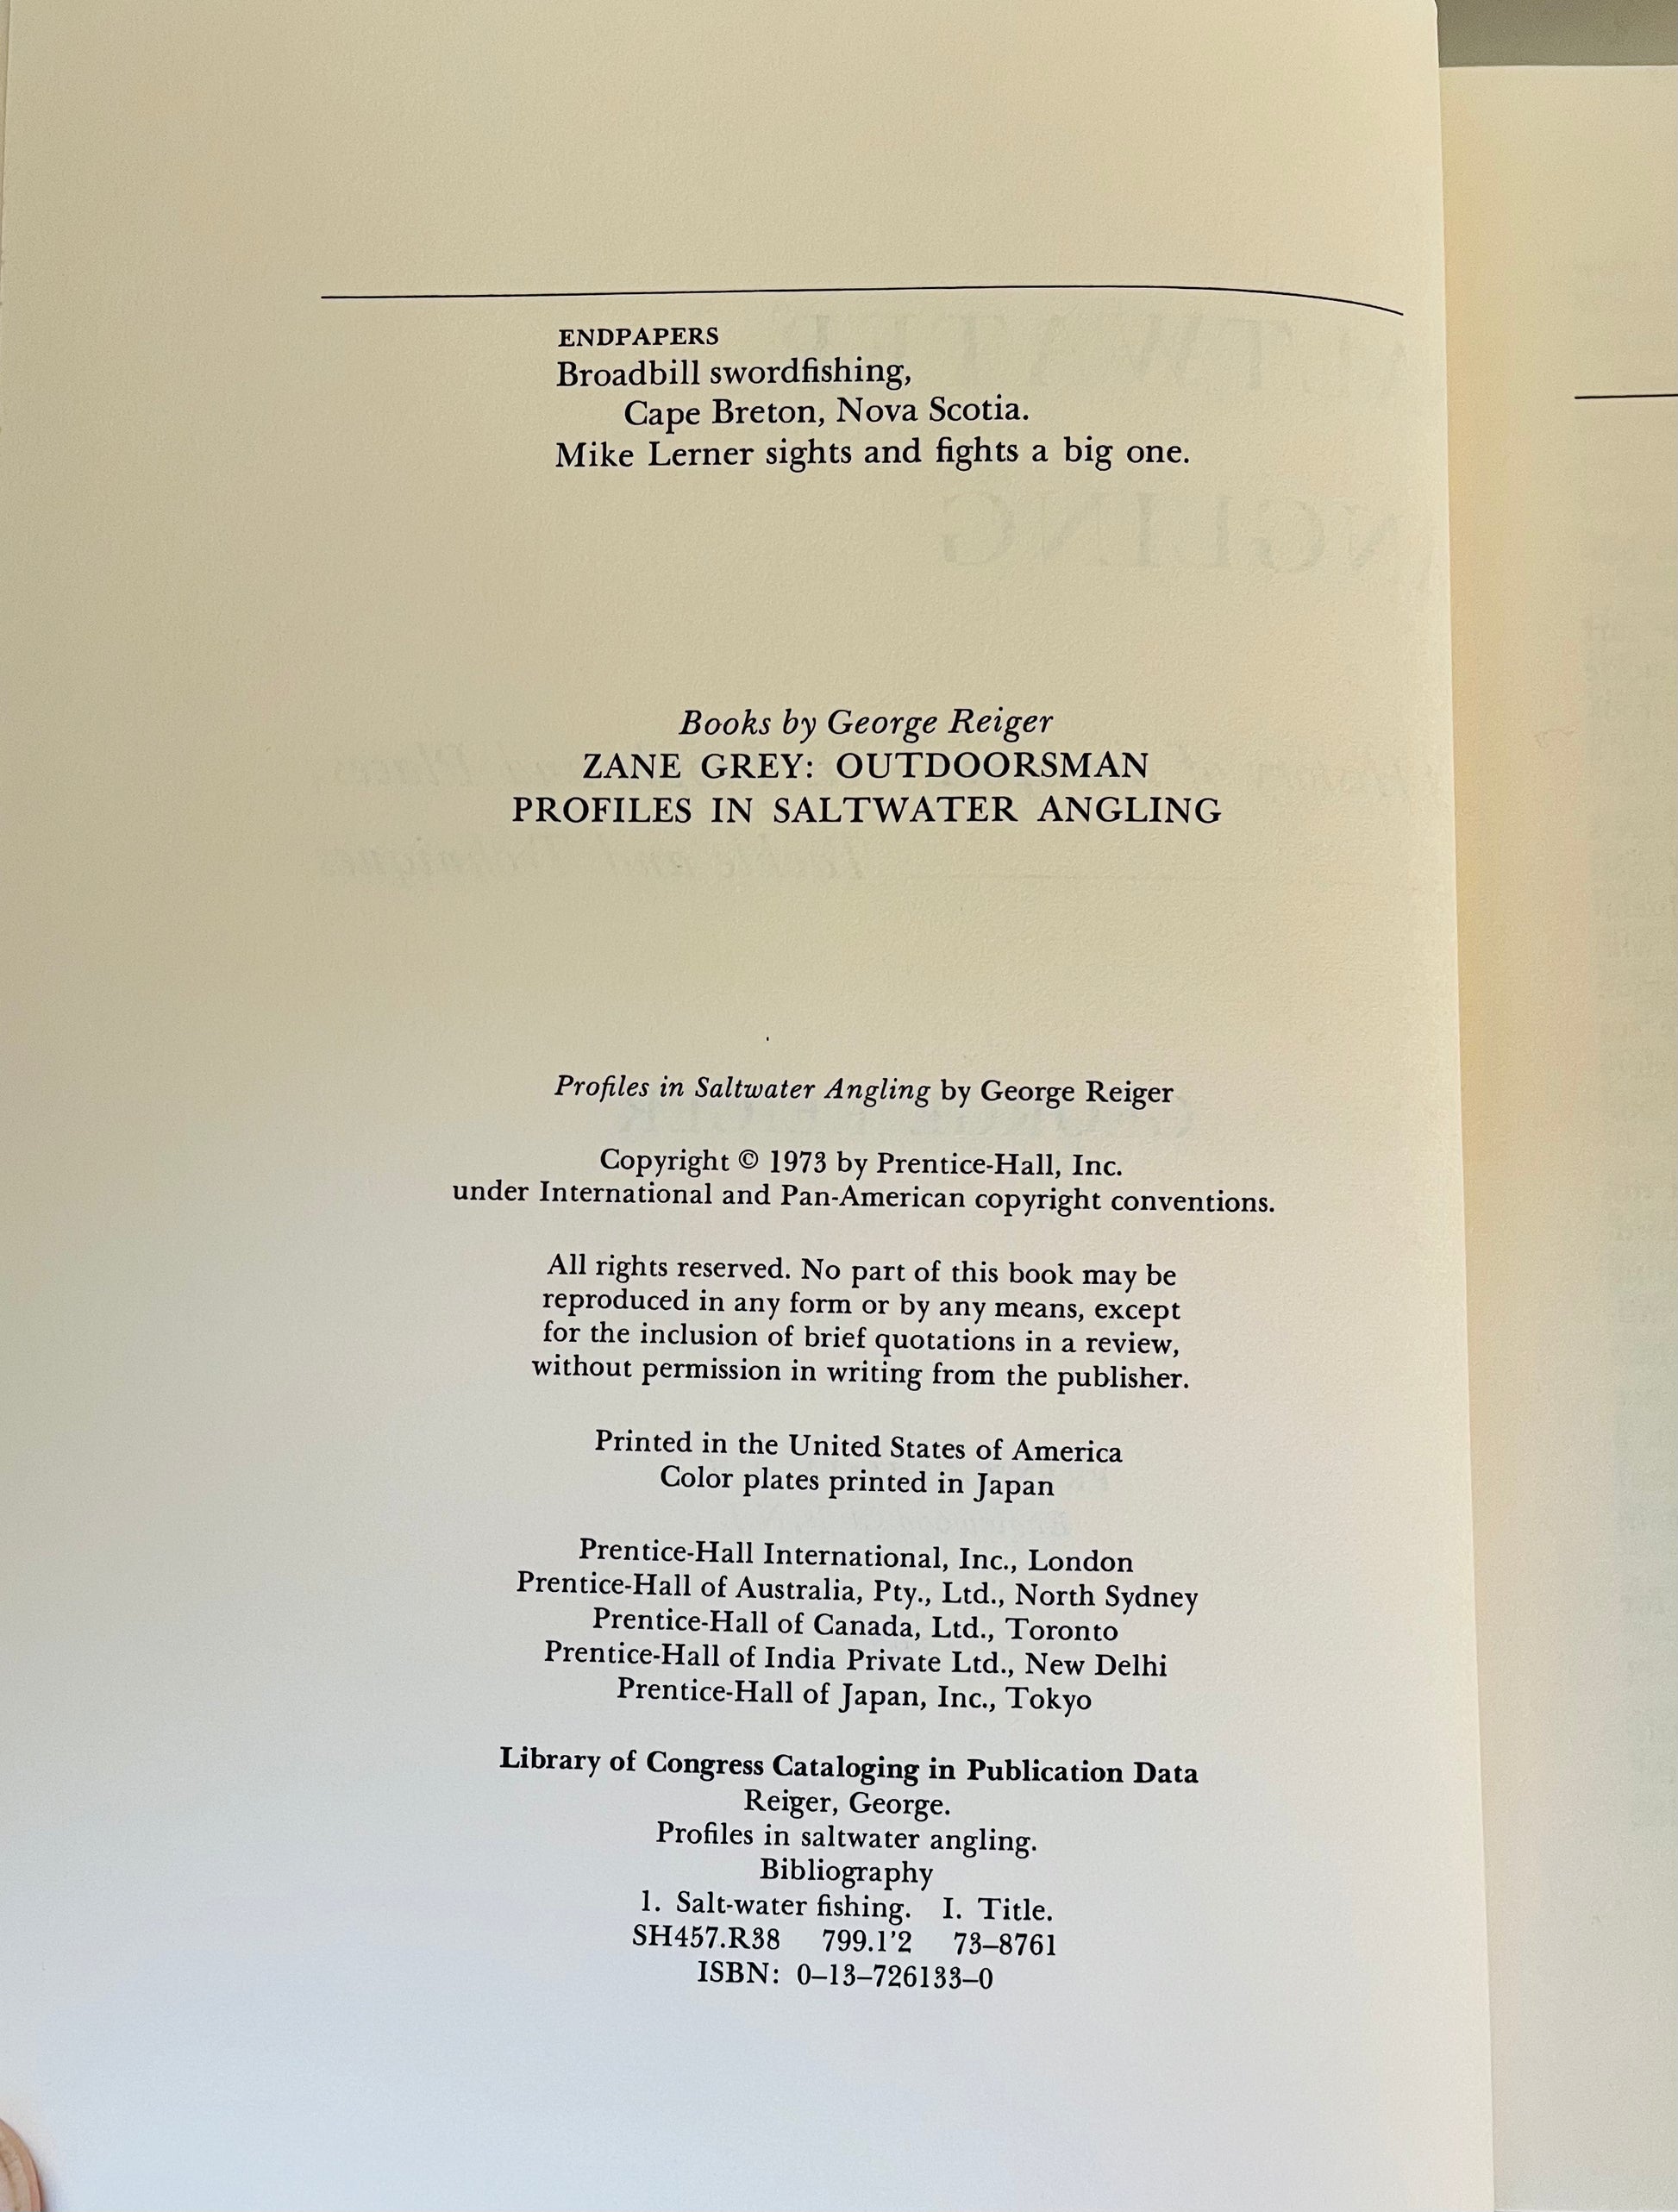 ENDPAPERS
Broadbill swordfishing,
Cape Breton, Nova Scotia.
Mike Lerner sights and fights a big one.
Books by George Reiger
ZANE GREY: OUTDOORSMAN
PROFILES IN SALTWATER ANGLING
Profiles in Saltwater Angling by George Reiger
Copyright © 1973 by Prentice-Hall, Inc.
under International and Pan-American copyright conventions.
All rights reserved. No part of this book may be
reproduced in any form or by any means, except
for the inclusion of brief quotations in a review,
without permission in writing from the publisher.
Printed in the United States of America
Color plates printed in Japan
Prentice-Hall International, Inc., London
Prentice-Hall of Australia, Pty., Ltd., North Sydney
Prentice-Hall of Canada, Ltd., Toronto
Prentice-Hall of India Private Ltd., New Delhi
Prentice-Hall of Japan, Inc., Tokyo
Library of Congress Cataloging in Publication Data
Reiger, George.
Profiles in saltwater angling.
Bibliography
1. Salt-water fishing. I. Title.
SH457.R38 799.1'2 73–8761
ISBN: 0–13–726133–0